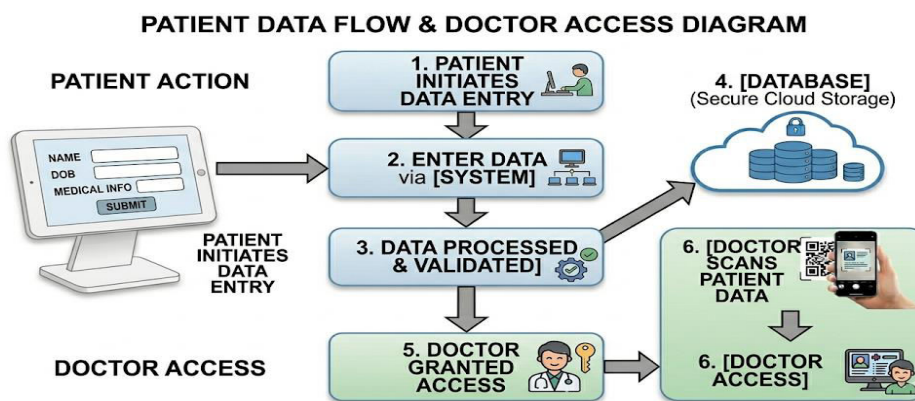 PATIENT DATA FLOW & DOCTOR ACCESS DIAGRAM
PATIENT ACTION
NAME
DOB
MEDICAL INFO
SUBMIT
PATIENT
INITIATES
DATA
ENTRY
1. PATIENT
INITIATES
DATA ENTRY
2. ENTER DATA
via [SYSTEM]
3. DATA PROCESSED
& VALIDATED]
4. [DATABASE]
(Secure Cloud Storage)
DOCTOR ACCESS
5. DOCTOR
GRANTED
ACCESS
6. [DOCTOR
SCANS
PATIENT
DATA
6. [DOCTOR
ACCESS]